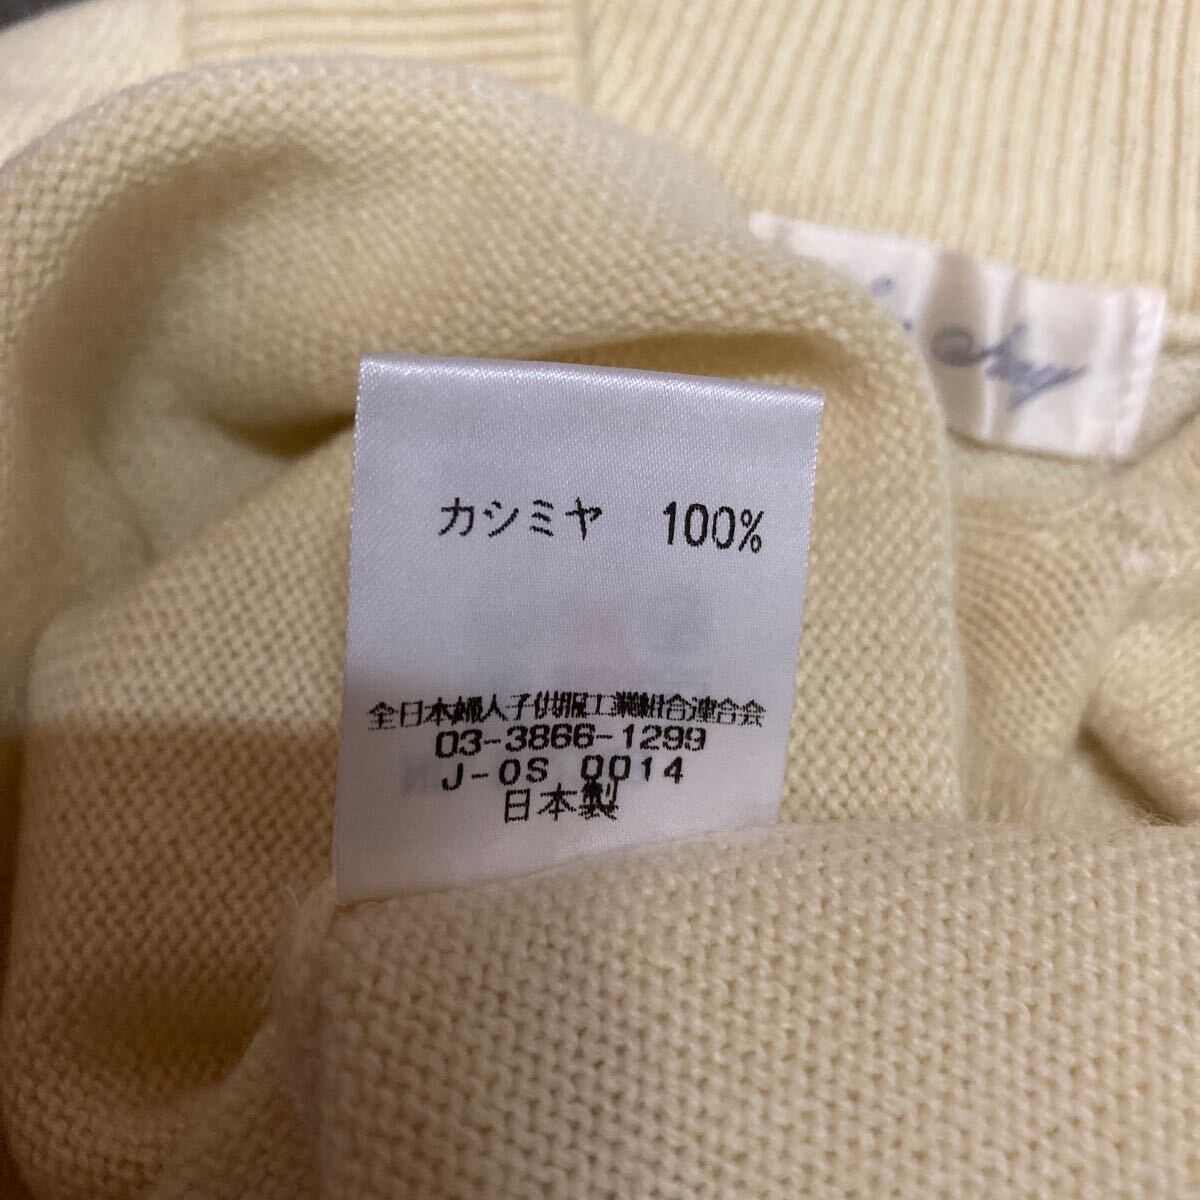 カシミヤ 100%
全日本婦人子供服工業組合連合会
03-3866-1299
J-OS 0014
日本製